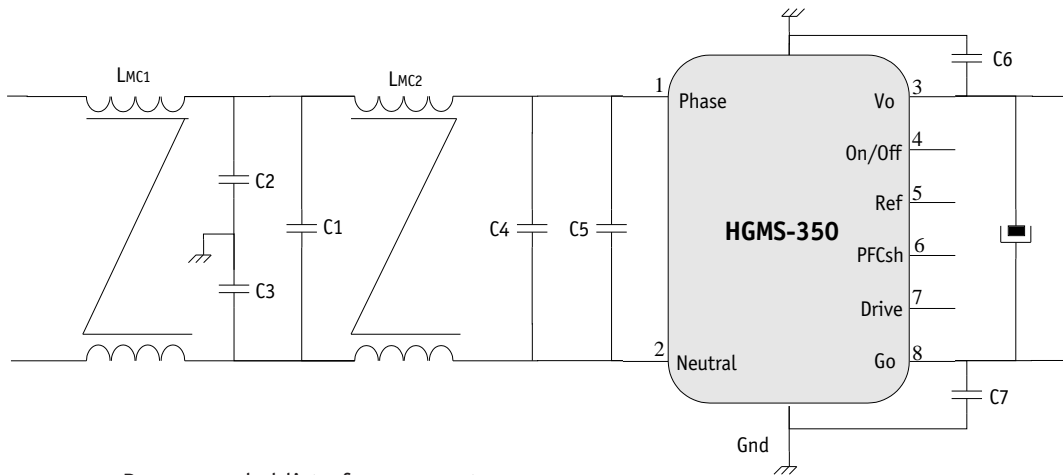 LMC1
LMC2
C6
1
Phase
3
Vo
4
On/Off
C2
5
Ref
C1
C4
C5
HGMS-350
6
PFCsh
C3
7
Drive
2
Neutral
8
Go
C7
Gnd